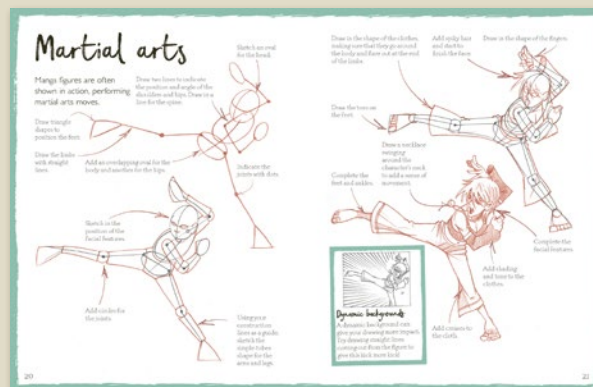 Martial arts
Manga figures are often
shown in action, performing
martial arts moves.
Draw two lines to indicate
the position and angle of the
shoulders and hips. Draw in a
line for the spine.
Sketch an oval
for the head.
Draw triangle
shapes to
position the feet.
Draw the limbs
with straight
lines.
Add an overlapping oval for the
body and another for the hips.
Indicate the
joints with dots.
Sketch in the
position of the
facial features.
Add circles for
the joints.
Using your
construction
lines as a guide,
sketch the
simple tubes
shape for the
arms and legs.
20
Draw in the shape of the clothes,
making sure that they go around
the body and flare out at the end
of the limbs.
Add spiky hair
and start to
finish the face.
Draw in the shape of the fingers.
Draw the toes on
the feet.
Draw a necklace
swinging
around the
character's neck
to add a sense of
movement.
Complete the
feet and ankles.
Complete the
facial features.
Add shading
and tone to the
clothes.
Add creases to
the cloth.
Dynamic backgrounds
A dynamic background can
give your drawing more impact.
Try drawing straight lines
coming out from the figure to
give this kick more kick!
21